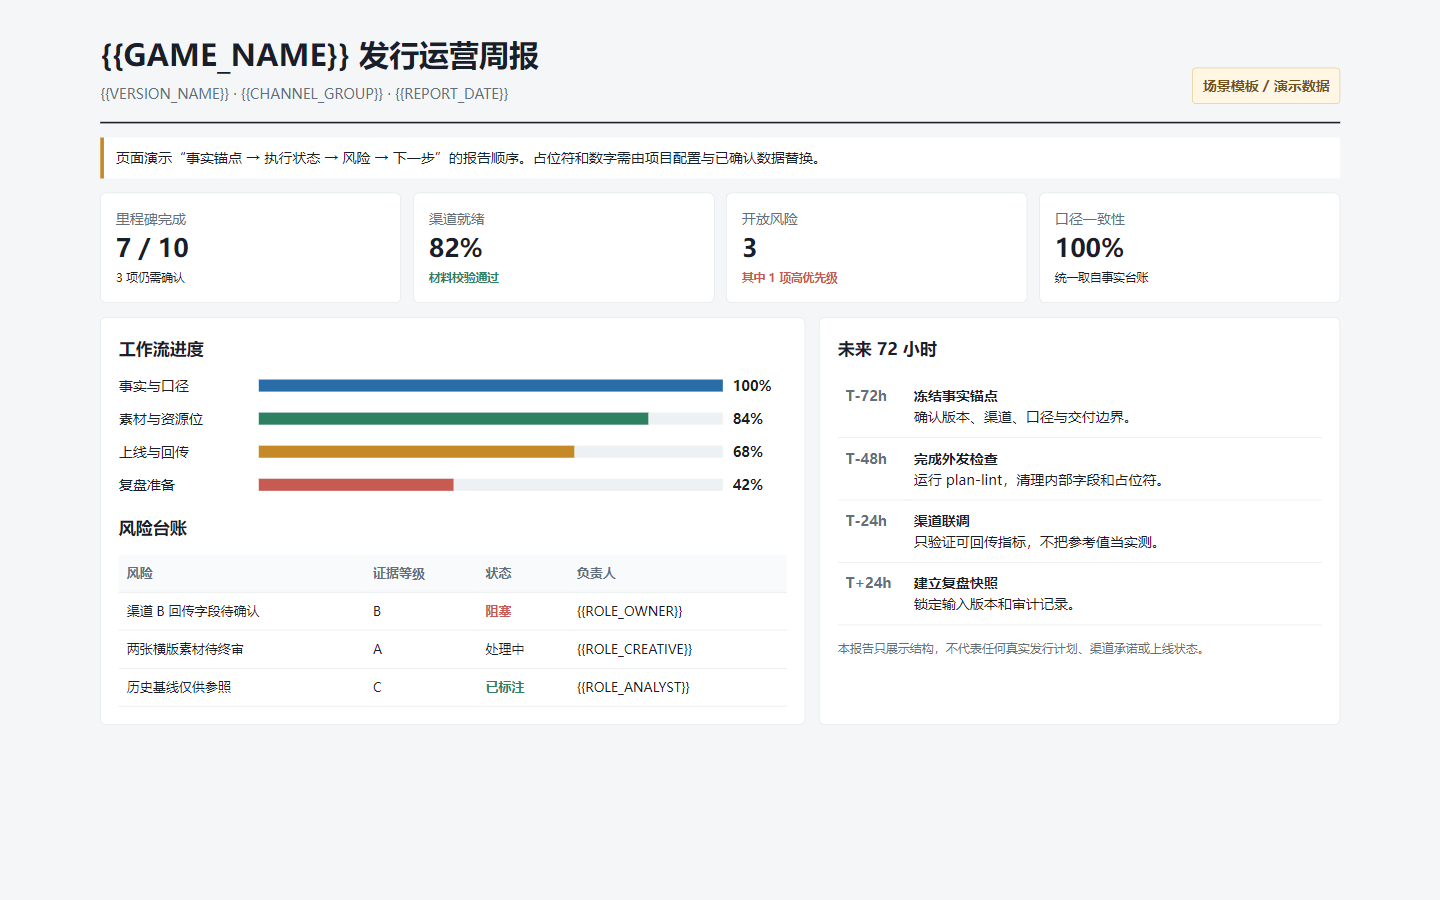 {{GAME_NAME}} 发行运营周报
{{VERSION_NAME}} · {{CHANNEL_GROUP}} · {{REPORT_DATE}}
场景模板 / 演示数据
页面演示“事实锚点 → 执行状态 → 风险 → 下一步”的报告顺序。占位符和数字需由项目配置与已确认数据替换。
里程碑完成
7 / 10
3 项仍需确认
渠道就绪
82%
材料校验通过
开放风险
3
其中 1 项高优先级
口径一致性
100%
统一取自事实台账
工作流进度
事实与口径 100%
素材与资源位 84%
上线与回传 68%
复盘准备 42%
风险台账
风险 证据等级 状态 负责人
渠道 B 回传字段待确认 B 阻塞 {{ROLE_OWNER}}
两张横版素材待终审 A 处理中 {{ROLE_CREATIVE}}
历史基线仅供参照 C 已标注 {{ROLE_ANALYST}}
未来 72 小时
T-72h 冻结事实锚点
确认版本、渠道、口径与交付边界。
T-48h 完成外发检查
运行 plan-lint，清理内部字段和占位符。
T-24h 渠道联调
只验证可回传指标，不把参考值当实测。
T+24h 建立复盘快照
锁定输入版本和审计记录。
本报告只展示结构，不代表任何真实发行计划、渠道承诺或上线状态。